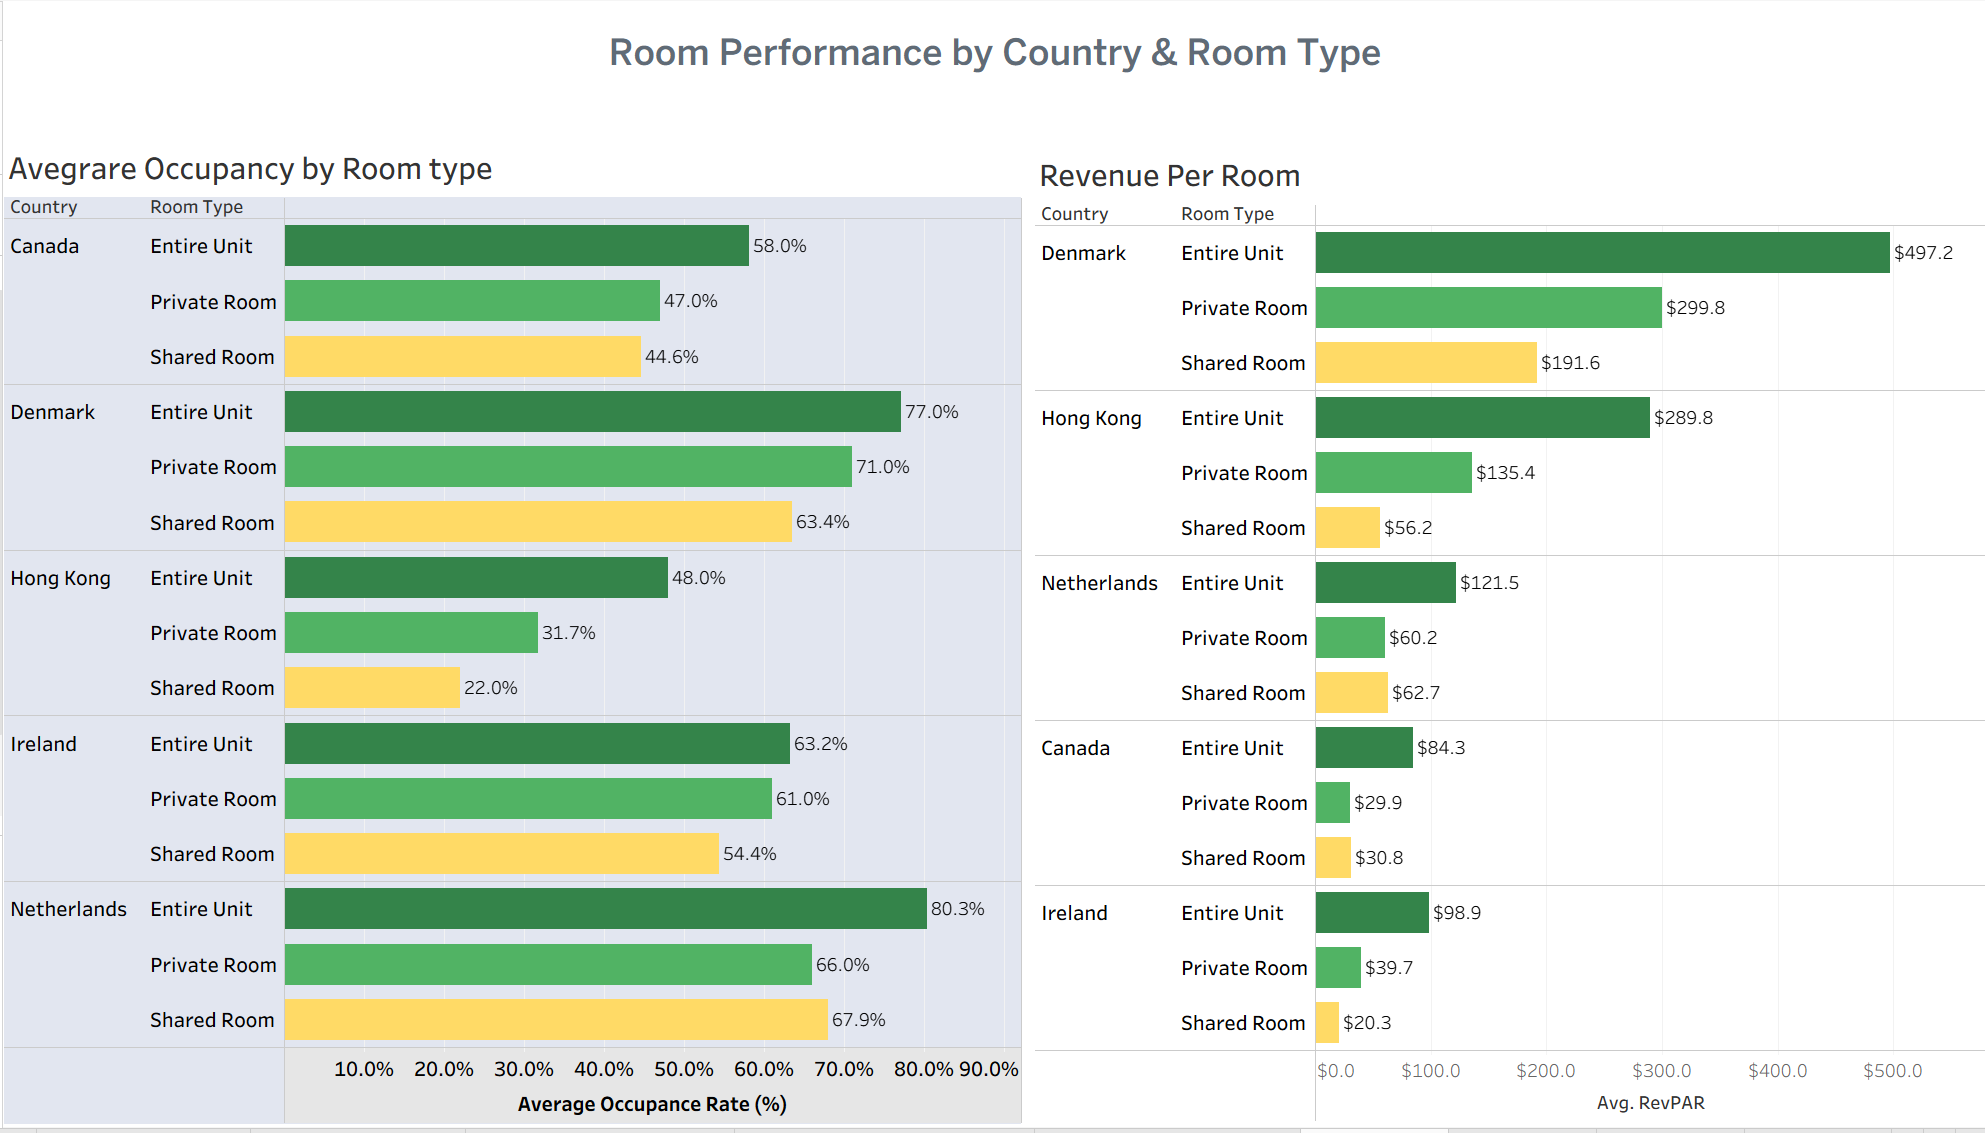 Room Performance by Country & Room Type
Avegrare Occupancy by Room type
Country Room Type
Canada Entire Unit 58.0%
Private Room 47.0%
Shared Room 44.6%
Denmark Entire Unit 77.0%
Private Room 71.0%
Shared Room 63.4%
Hong Kong Entire Unit 48.0%
Private Room 31.7%
Shared Room 22.0%
Ireland Entire Unit 63.2%
Private Room 61.0%
Shared Room 54.4%
Netherlands Entire Unit 80.3%
Private Room 66.0%
Shared Room 67.9%
10.0% 20.0% 30.0% 40.0% 50.0% 60.0% 70.0% 80.0% 90.0%
Average Occupance Rate (%)
Revenue Per Room
Country Room Type
Denmark Entire Unit $497.2
Private Room $299.8
Shared Room $191.6
Hong Kong Entire Unit $289.8
Private Room $135.4
Shared Room $56.2
Netherlands Entire Unit $121.5
Private Room $60.2
Shared Room $62.7
Canada Entire Unit $84.3
Private Room $29.9
Shared Room $30.8
Ireland Entire Unit $98.9
Private Room $39.7
Shared Room $20.3
$0.0 $100.0 $200.0 $300.0 $400.0 $500.0
Avg. RevPAR